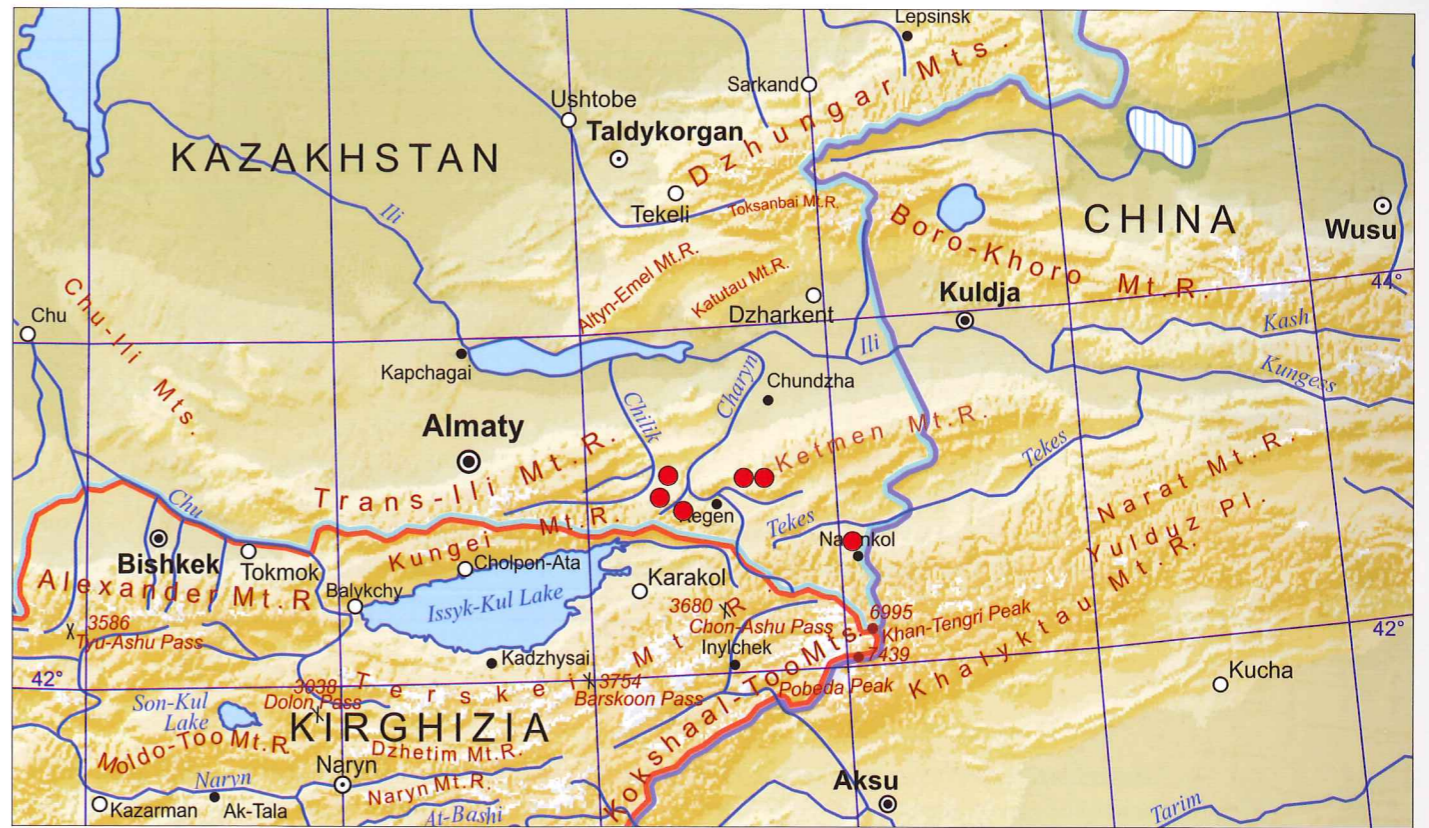 Lepsinsk
Sarkand
Ushtobe
Taldykorgan
Dzhungar Mts.
KAZAKHSTAN
Tekeli
Toksanbai Mt.R.
Ili
CHINA
Wusu
Boro-Khoro Mt.R.
Altyn-Emel Mt.R.
Katutau Mt.R.
44°
Kuldja
Dzharkent
Chu
Chu-Ili Mts.
Kash
Ili
Kapchagai
Kungess
Charyn
Chundzha
Chilik
Almaty
Ketmen Mt.R.
Trans-Ili Mt.R.
Tekes
Narat Mt.R.
Chu
Kegen
Tekes
Kungei Mt.R.
Yulduz Pl.
Bishkek
Tokmok
Cholpon-Ata
Karakol
Alexander Mt.R
Balykchy
Issyk-Kul Lake
3680
6995
Khan-Tengri Peak
3586
Tyu-Ashu Pass
Chon-Ashu Pass
42°
Inylchek
7439
Khalyktau Mt.R.
Kadzhysai
Terskei Mt R
42°
3038
Dolon Pass
3754
Barskoon Pass
Pobeda Peak
Kucha
Son-Kul
Lake
KIRGHIZIA
Kokshaal-Too Mts.
Moldo-Too Mt.R
Dzhetim Mt.R.
Naryn
Naryn
Naryn Mt.R.
Aksu
Kazarman
Ak-Tala
At-Bashi
Tarim